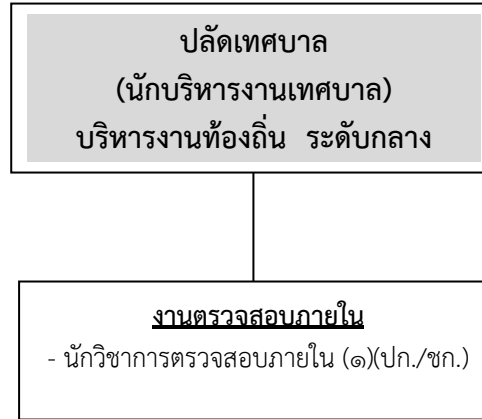 ปลัดเทศบาล
(นักบริหารงานเทศบาล)
บริหารงานท้องถิ่น ระดับกลาง
งานตรวจสอบภายใน
- นักวิชาการตรวจสอบภายใน (๑)(ปก./ชก.)